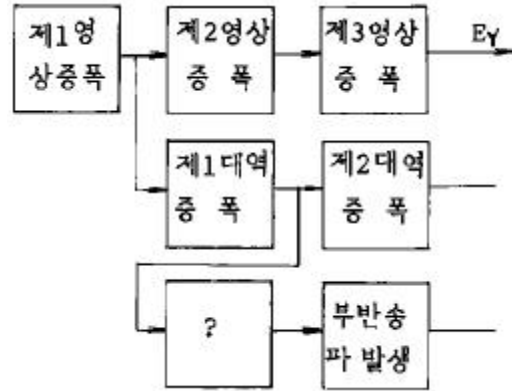 제1영
상증폭
제2영상
증 폭
제3영상
증 폭
EY
제1대역
증 폭
제2대역
증 폭
?
부반송
파 발생